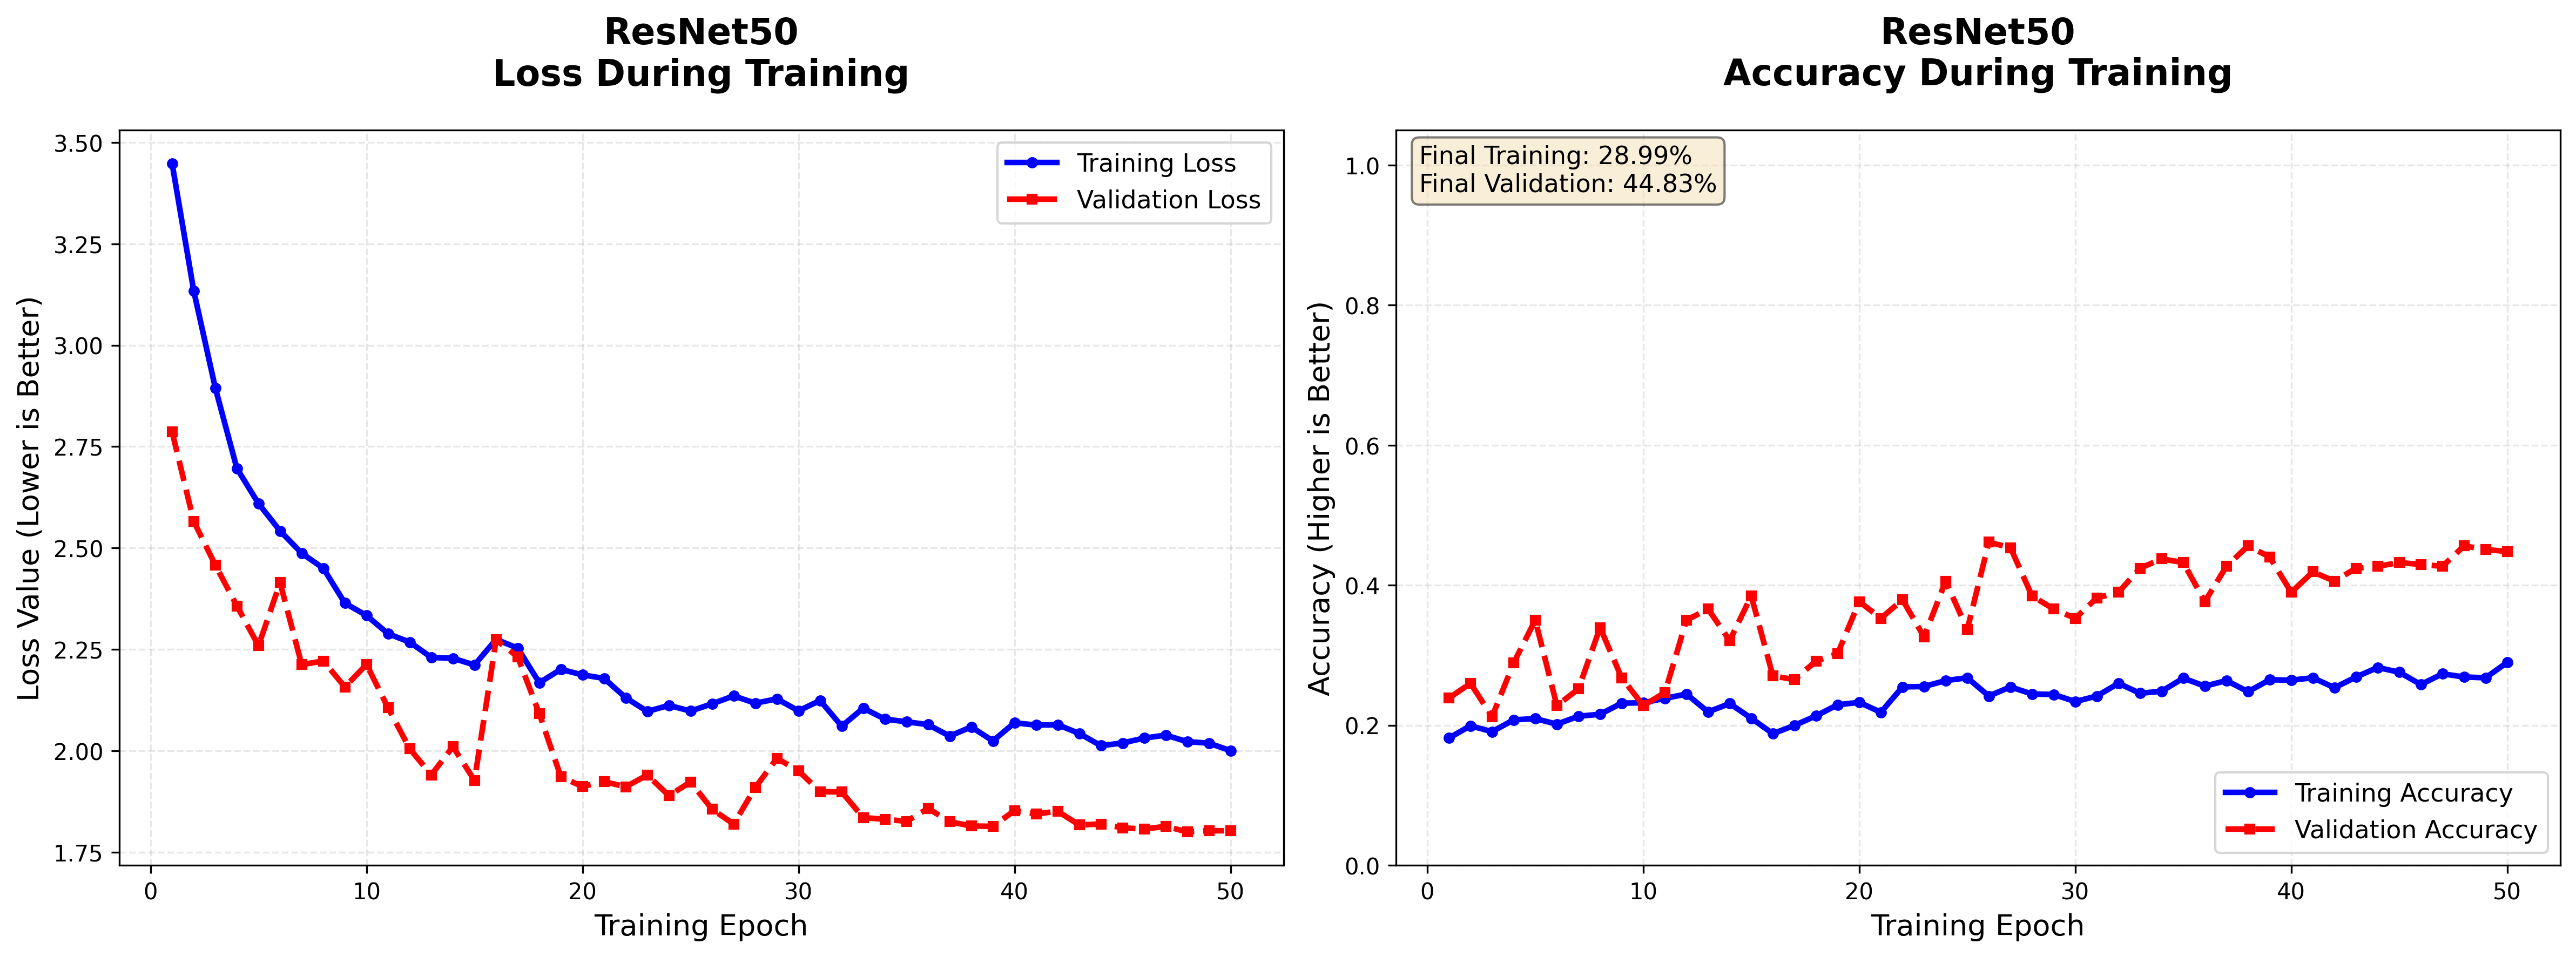 ResNet50
Loss During Training
Loss Value (Lower is Better)
3.50
3.25
3.00
2.75
2.50
2.25
2.00
1.75
Training Loss
Validation Loss
0
10
20
30
40
50
Training Epoch
ResNet50
Accuracy During Training
Accuracy (Higher is Better)
1.0
0.8
0.6
0.4
0.2
0.0
Final Training: 28.99%
Final Validation: 44.83%
Training Accuracy
Validation Accuracy
0
10
20
30
40
50
Training Epoch